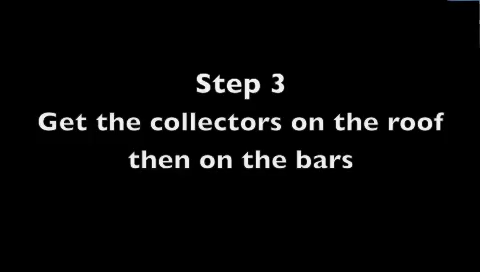 Step 3
Get the collectors on the roof
then on the bars